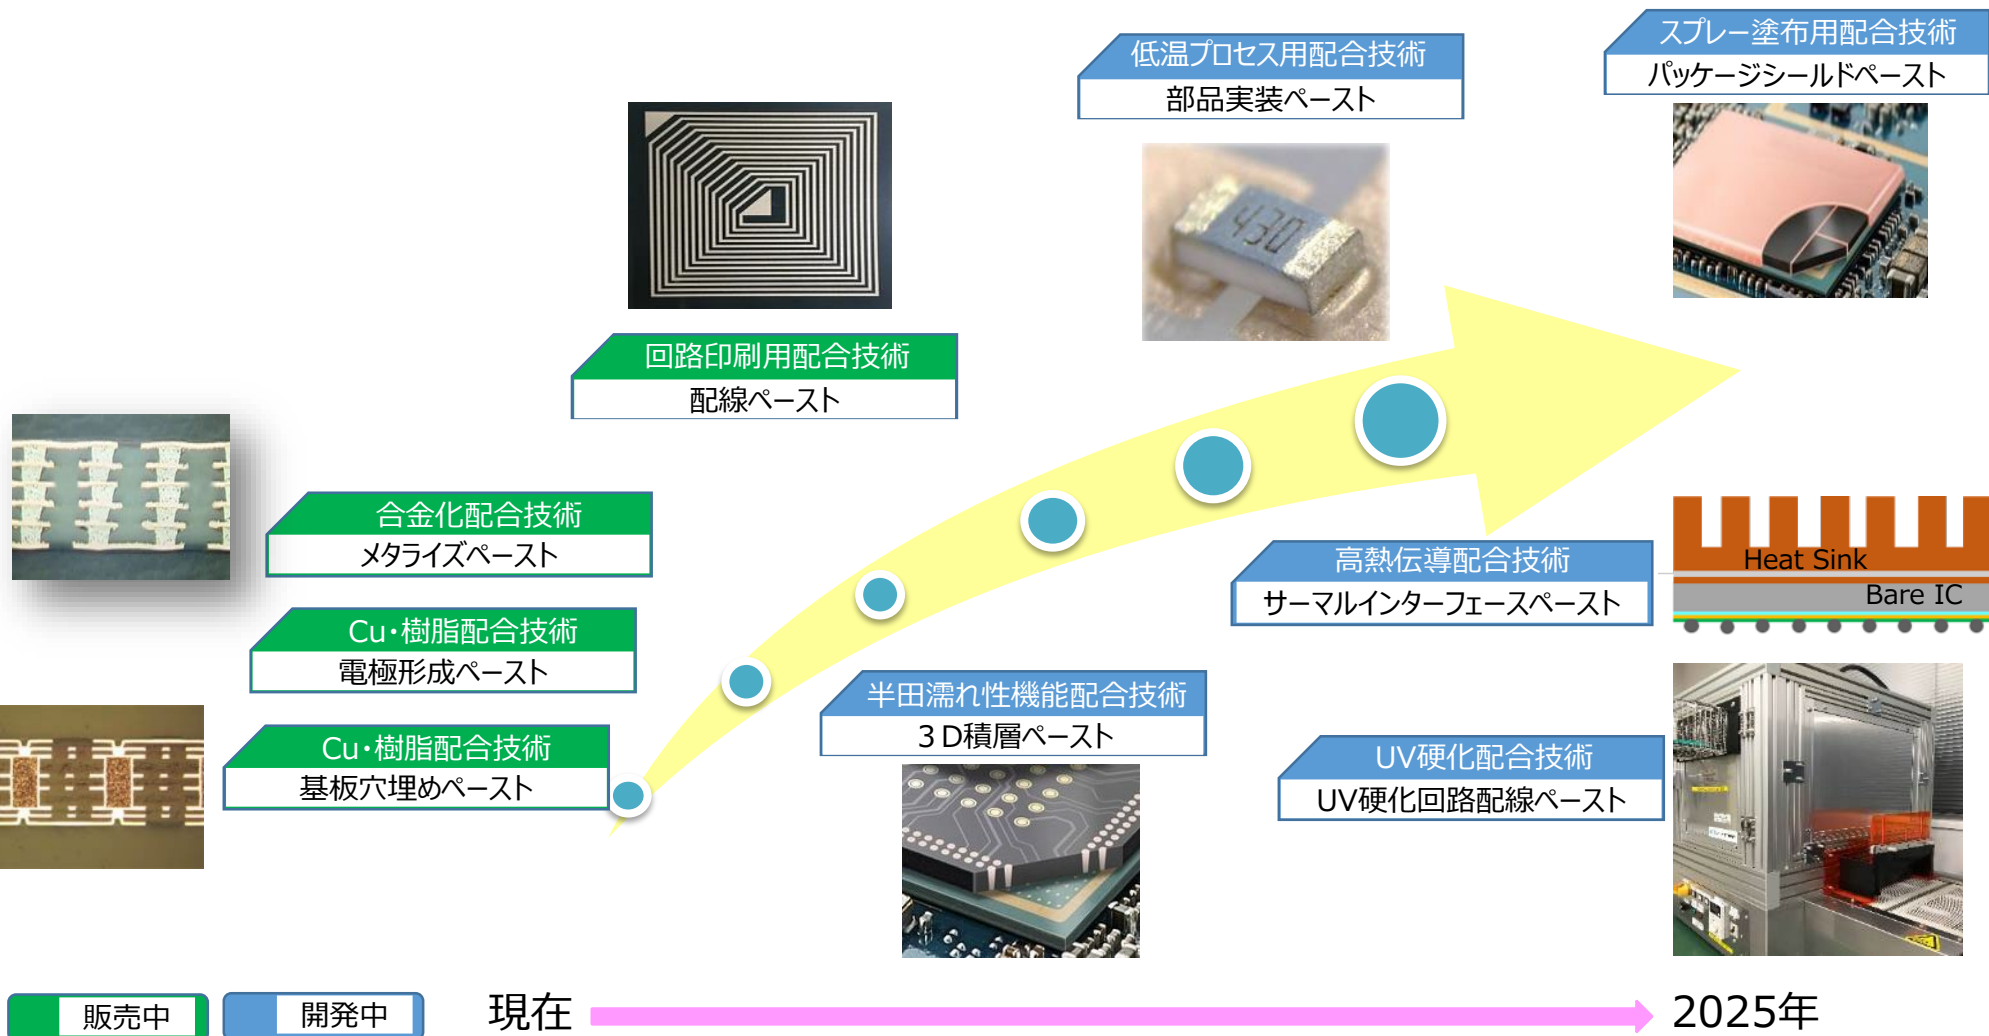 スプレー塗布用配合技術
パッケージシールドペースト
低温プロセス用配合技術
部品実装ペースト
430
回路印刷用配合技術
配線ペースト
合金化配合技術
メタライズペースト
Cu・樹脂配合技術
電極形成ペースト
Cu・樹脂配合技術
基板穴埋めペースト
高熱伝導配合技術
サーマルインターフェースペースト
Heat Sink
Bare IC
半田濡れ性機能配合技術
３D積層ペースト
UV硬化配合技術
UV硬化回路配線ペースト
販売中
開発中
現在
2025年